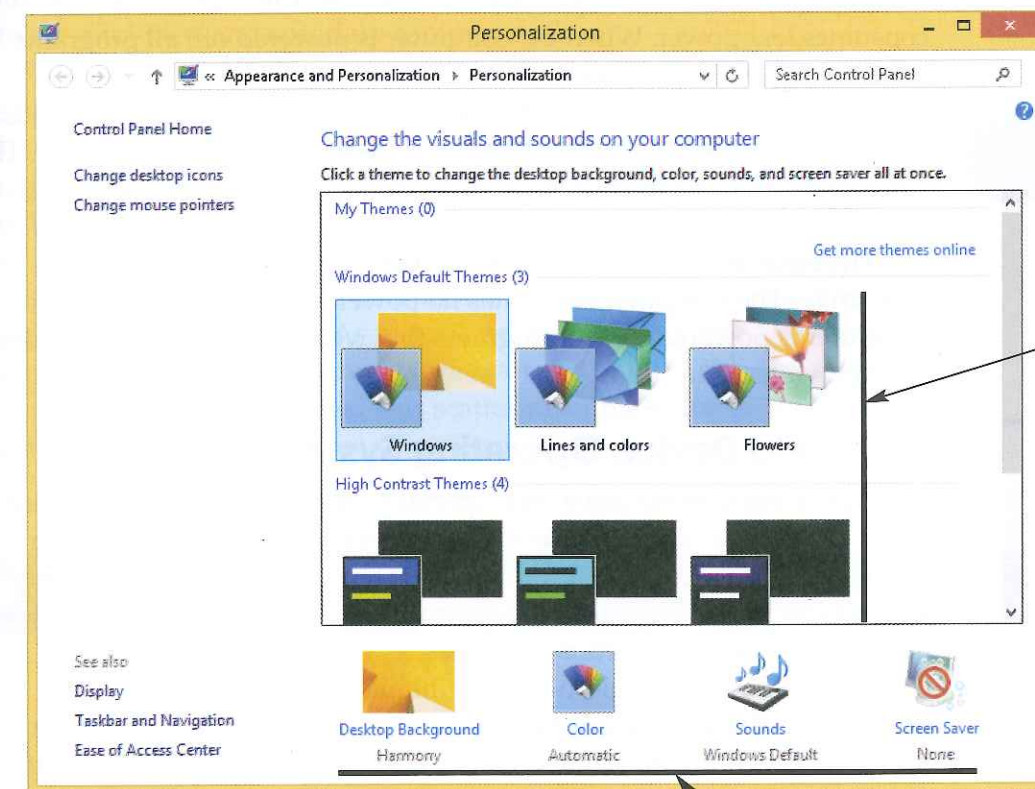 Personalization
« Appearance and Personalization Personalization
Search Control Panel
Control Panel Home
Change desktop icons
Change mouse pointers
Change the visuals and sounds on your computer
Click a theme to change the desktop background, color, sounds, and screen saver all at once.
My Themes (0)
Get more themes online
Windows Default Themes (3)
Windows
Lines and colors
Flowers
High Contrast Themes (4)
See also
Display
Taskbar and Navigation
Ease of Access Center
Desktop Background
Harmony
Color
Automatic
Sounds
Windows Default
Screen Saver
None